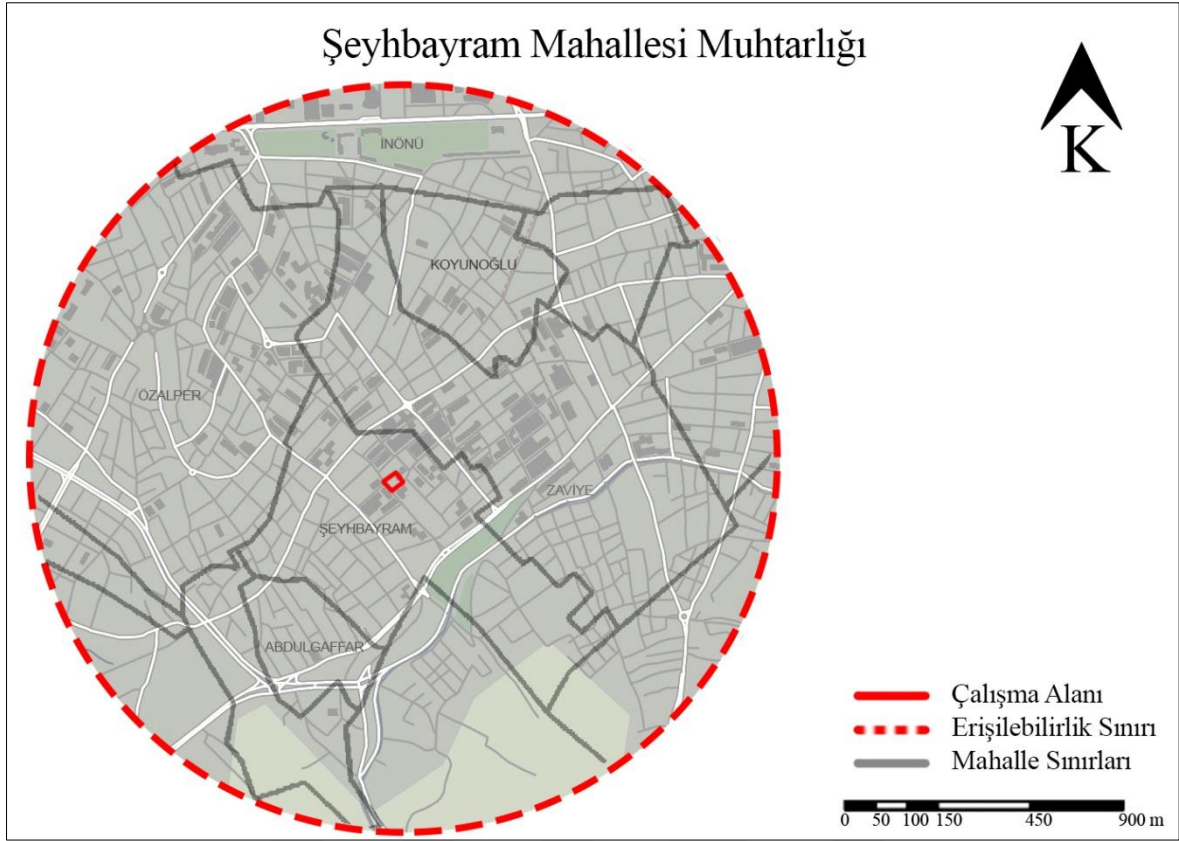 Şeyhbayram Mahallesi Muhtarlığı
K
İNÖNÜ
KOYUNOĞLU
ÖZALPER
ZAVİYE
ŞEYHBAYRAM
ABDULGAFFAR
Çalışma Alanı
Erişilebilirlik Sınırı
Mahalle Sınırları
0 50 100 150 450 900 m